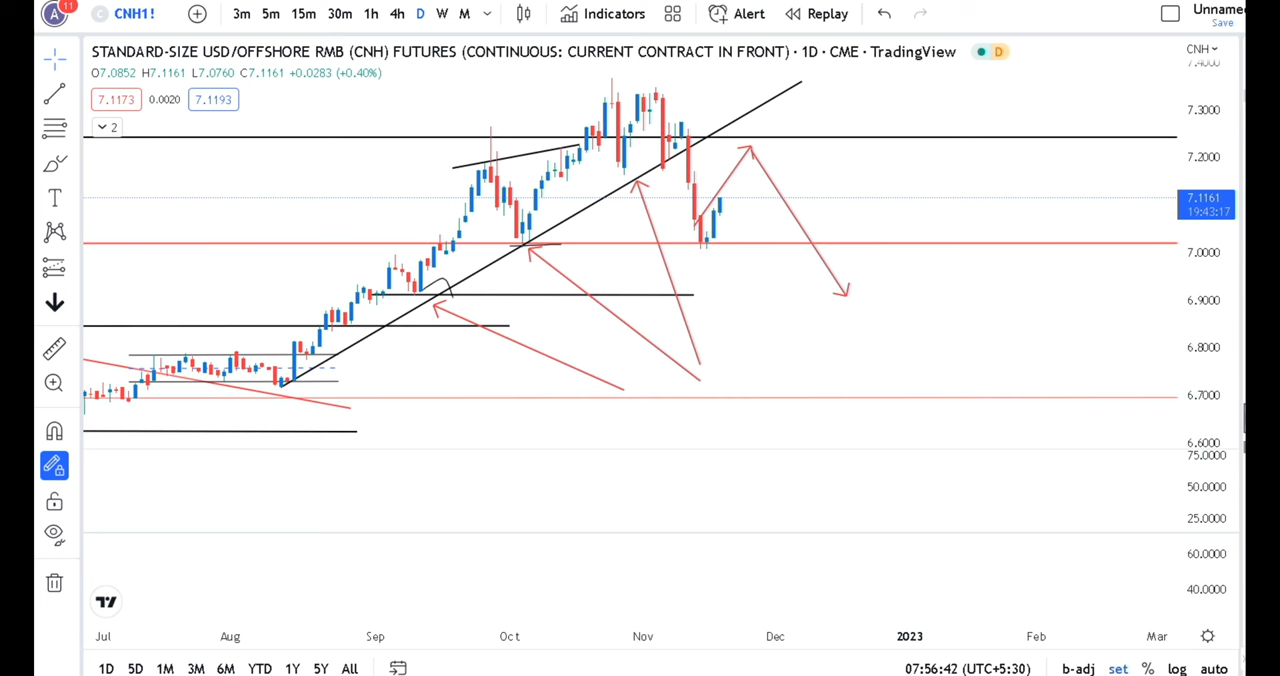 A 11 C CNH1! 3m 5m 15m 30m 1h 4h D W M Indicators Alert Replay Unname
Save
STANDARD-SIZE USD/OFFSHORE RMB (CNH) FUTURES (CONTINUOUS: CURRENT CONTRACT IN FRONT) · 1D · CME · TradingView D CNH
O7.0852 H7.1161 L7.0760 C7.1161 +0.0283 (+0.40%)
7.1173 0.0020 7.1193
2
7.4000
7.3000
7.2000
7.1161
19:43:17
7.0000
6.9000
6.8000
6.7000
6.6000
75.0000
50.0000
25.0000
60.0000
40.0000
T
Jul Aug Sep Oct Nov Dec 2023 Feb Mar
1D 5D 1M 3M 6M YTD 1Y 5Y All 07:56:42 (UTC+5:30) b-adj set % log auto